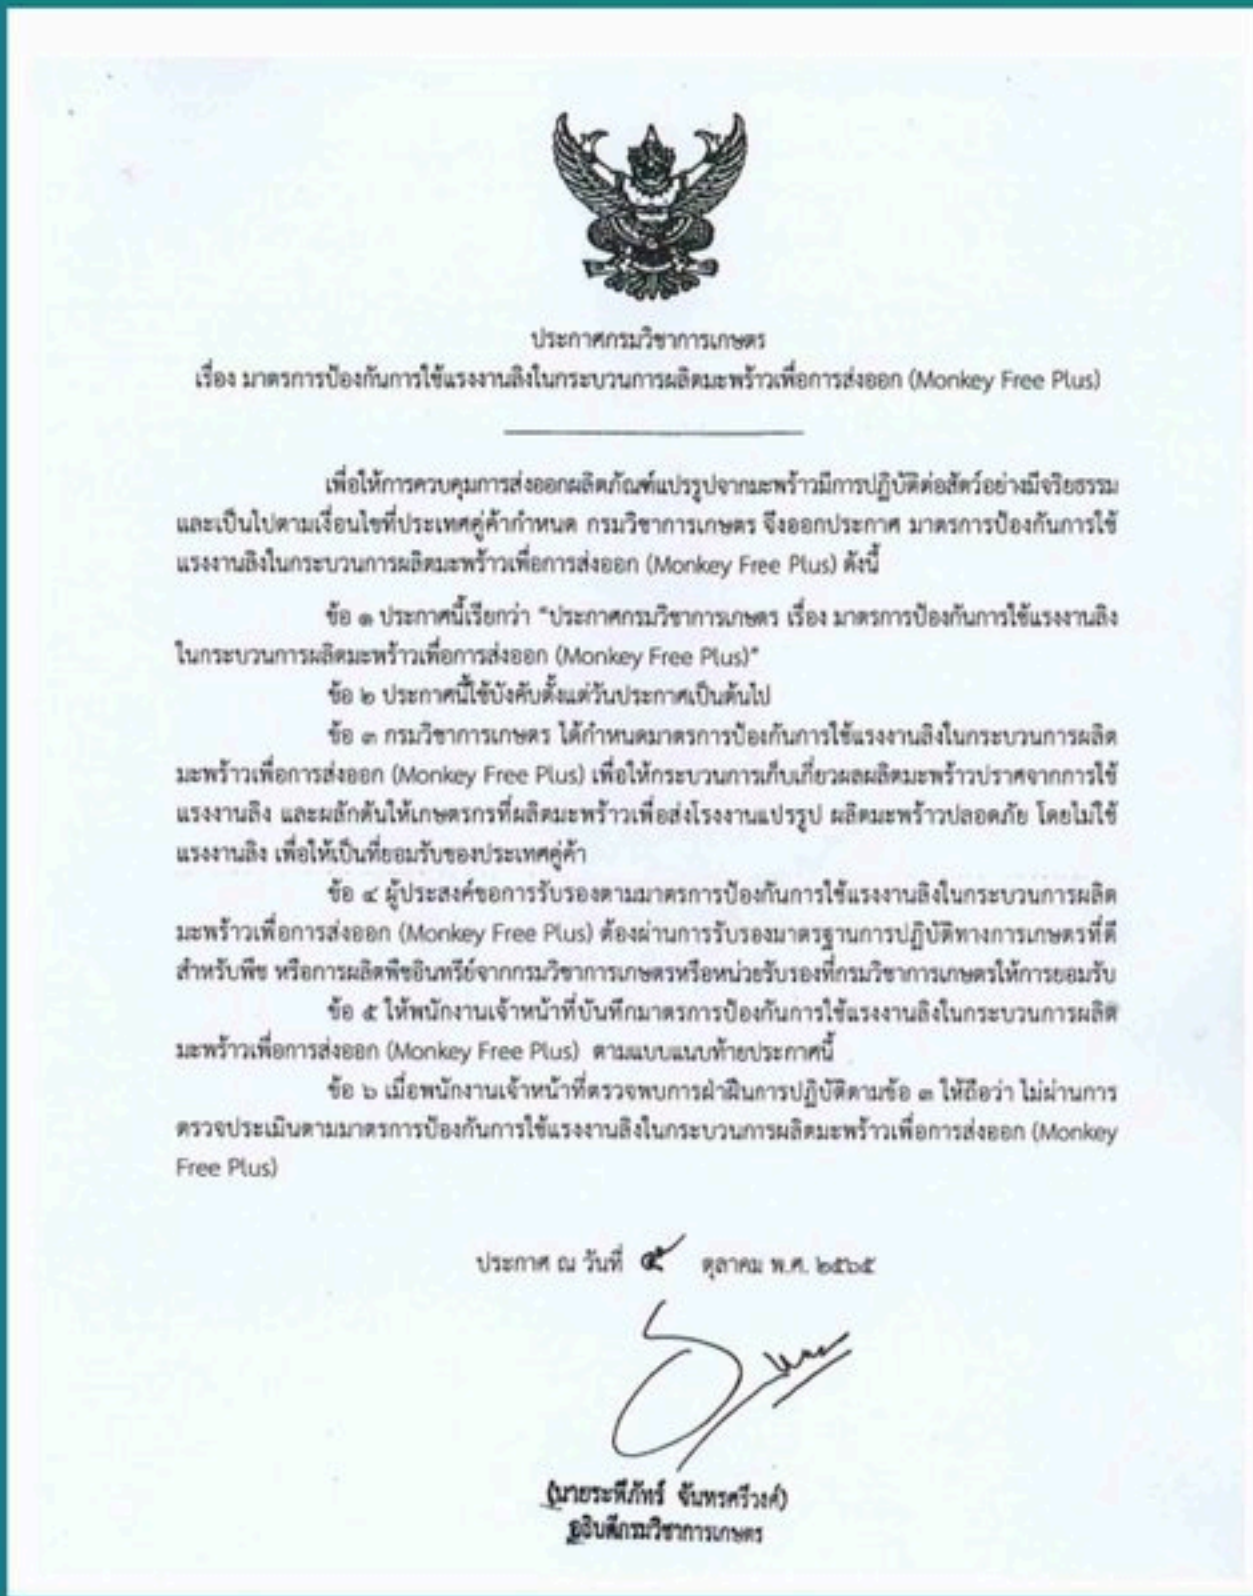 ประกาศกรมวิชาการเกษตร
เรื่อง มาตรการป้องกันการใช้แรงงานลิงในกระบวนการผลิตมะพร้าวเพื่อการส่งออก (Monkey Free Plus)
เพื่อให้การควบคุมการส่งออกผลิตภัณฑ์แปรรูปจากมะพร้าวมีการปฏิบัติต่อสัตว์อย่างมีจริยธรรม
และเป็นไปตามเงื่อนไขที่ประเทศคู่ค้ากำหนด กรมวิชาการเกษตร จึงออกประกาศ มาตรการป้องกันการใช้
แรงงานลิงในกระบวนการผลิตมะพร้าวเพื่อการส่งออก (Monkey Free Plus) ดังนี้
ข้อ ๑ ประกาศนี้เรียกว่า "ประกาศกรมวิชาการเกษตร เรื่อง มาตรการป้องกันการใช้แรงงานลิง
ในกระบวนการผลิตมะพร้าวเพื่อการส่งออก (Monkey Free Plus)"
ข้อ ๒ ประกาศนี้ใช้บังคับตั้งแต่วันประกาศเป็นต้นไป
ข้อ ๓ กรมวิชาการเกษตร ได้กำหนดมาตรการป้องกันการใช้แรงงานลิงในกระบวนการผลิต
มะพร้าวเพื่อการส่งออก (Monkey Free Plus) เพื่อให้กระบวนการเก็บเกี่ยวผลผลิตมะพร้าวปราศจากการใช้
แรงงานลิง และผลักดันให้เกษตรกรที่ผลิตมะพร้าวเพื่อส่งโรงงานแปรรูป ผลิตมะพร้าวปลอดภัย โดยไม่ใช้
แรงงานลิง เพื่อให้เป็นที่ยอมรับของประเทศคู่ค้า
ข้อ ๔ ผู้ประสงค์ขอการรับรองตามมาตรการป้องกันการใช้แรงงานลิงในกระบวนการผลิต
มะพร้าวเพื่อการส่งออก (Monkey Free Plus) ต้องผ่านการรับรองมาตรฐานการปฏิบัติทางการเกษตรที่ดี
สำหรับพืช หรือการผลิตพืชอินทรีย์จากกรมวิชาการเกษตรหรือหน่วยรับรองที่กรมวิชาการเกษตรให้การยอมรับ
ข้อ ๕ ให้พนักงานเจ้าหน้าที่บันทึกมาตรการป้องกันการใช้แรงงานลิงในกระบวนการผลิต
มะพร้าวเพื่อการส่งออก (Monkey Free Plus) ตามแบบแนบท้ายประกาศนี้
ข้อ ๖ เมื่อพนักงานเจ้าหน้าที่ตรวจพบการฝ่าฝืนการปฏิบัติตามข้อ ๓ ให้ถือว่า ไม่ผ่านการ
ตรวจประเมินตามมาตรการป้องกันการใช้แรงงานลิงในกระบวนการผลิตมะพร้าวเพื่อการส่งออก (Monkey
Free Plus)
ประกาศ ณ วันที่ ๕ ตุลาคม พ.ศ. ๒๕๖๕
(นายระพีภัทร์ จันทรศรีวงศ์)
อธิบดีกรมวิชาการเกษตร